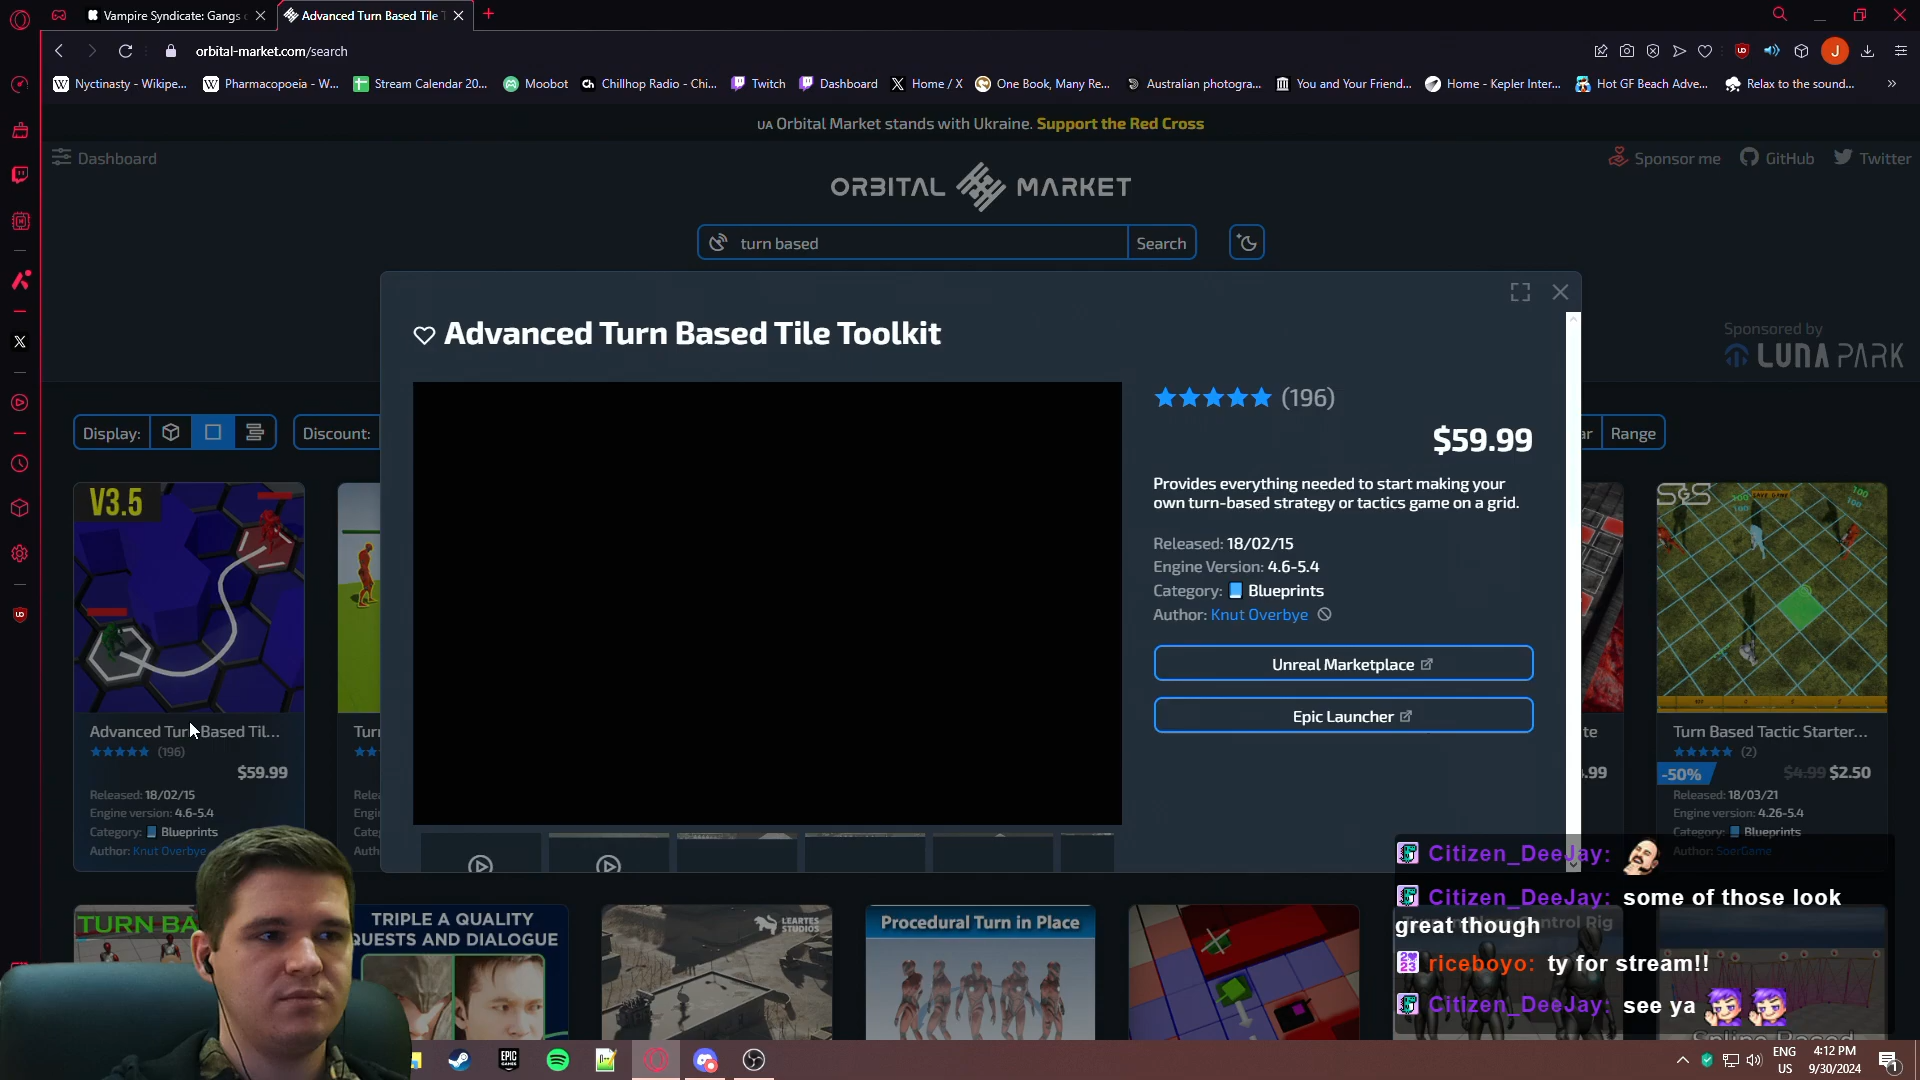 Vampire Syndicate: Gangs
Advanced Turn Based Tile
orbital-market.com/search
Nyctinasty - Wikipe...
Pharmacopoeia - W...
Stream Calendar 20...
Moobot
Chillhop Radio - Chi...
Twitch
Dashboard
Home / X
One Book, Many Re...
Australian photogra...
You and Your Friend...
Home - Kepler Inter...
Hot GF Beach Adve...
Relax to the sound...
UA Orbital Market stands with Ukraine. Support the Red Cross
Dashboard
Sponsor me
GitHub
Twitter
ORBITAL MARKET
turn based
Search
Sponsored by
LUNA PARK
Advanced Turn Based Tile Toolkit
(196)
$59.99
Provides everything needed to start making your
own turn-based strategy or tactics game on a grid.
Released: 18/02/15
Engine Version: 4.6-5.4
Category: Blueprints
Author: Knut Overbye
Unreal Marketplace
Epic Launcher
Display:
Discount:
Range
V3.5
Advanced Turn Based Til...
(196)
$59.99
Released: 18/02/15
Engine version: 4.6-5.4
Category: Blueprints
Author: Knut Overbye
S&S
Turn Based Tactic Starter...
(2)
-50% $4.99 $2.50
Released: 18/03/21
Engine version: 4.26-5.4
Category: Blueprints
Author: SoerGame
TURN BA
TRIPLE A QUALITY
QUESTS AND DIALOGUE
LEARTES
STUDIOS
Procedural Turn in Place
Citizen_DeeJay:
Citizen_DeeJay: some of those look
great though
riceboyo: ty for stream!!
Citizen_DeeJay: see ya
ENG
US
4:12 PM
9/30/2024